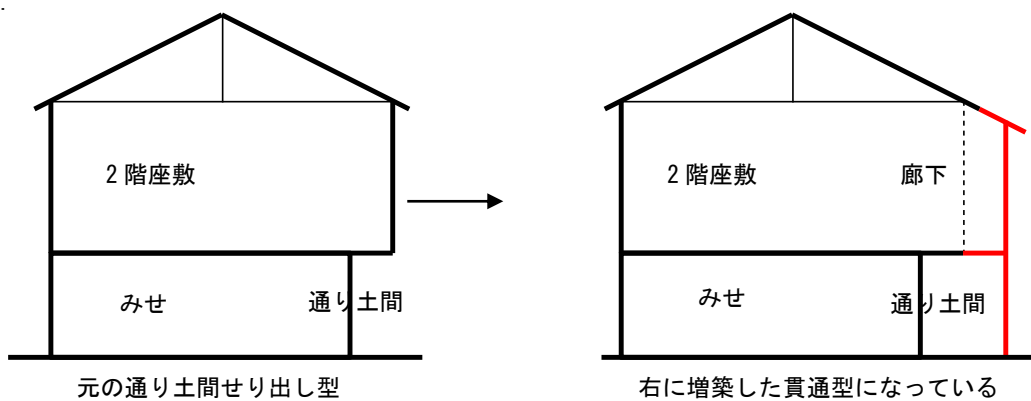 2階座敷
みせ
通り土間
元の通り土間せり出し型
2階座敷
廊下
みせ
通り土間
右に増築した貫通型になっている